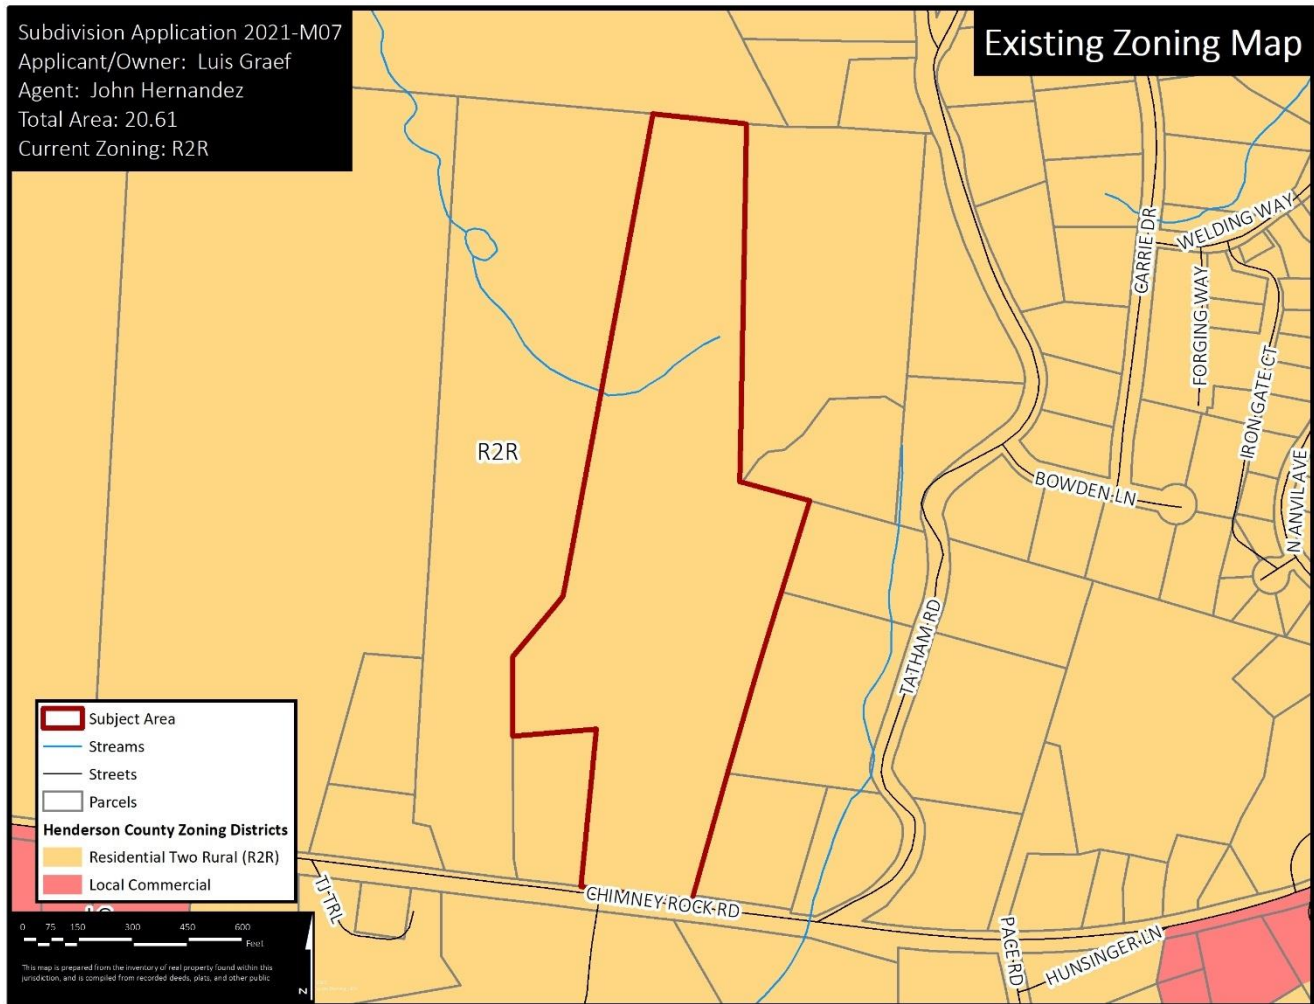 Subdivision Application 2021-M07
Applicant/Owner: Luis Graef
Agent: John Hernandez
Total Area: 20.61
Current Zoning: R2R
Existing Zoning Map
WELDING WAY
CARRIE DR
FORGING WAY
IRON GATE CT
N ANVIL AVE
R2R
BOWDEN LN
TATHAM RD
Subject Area
Streams
Streets
Parcels
Henderson County Zoning Districts
Residential Two Rural (R2R)
Local Commercial
TJ TRL
CHIMNEY ROCK RD
PACE RD
HUNSINGER LN
0 75 150 300 450 600
Feet
This map is prepared from the inventory of real property found within this
jurisdiction, and is compiled from recorded deeds, plats, and other public
N